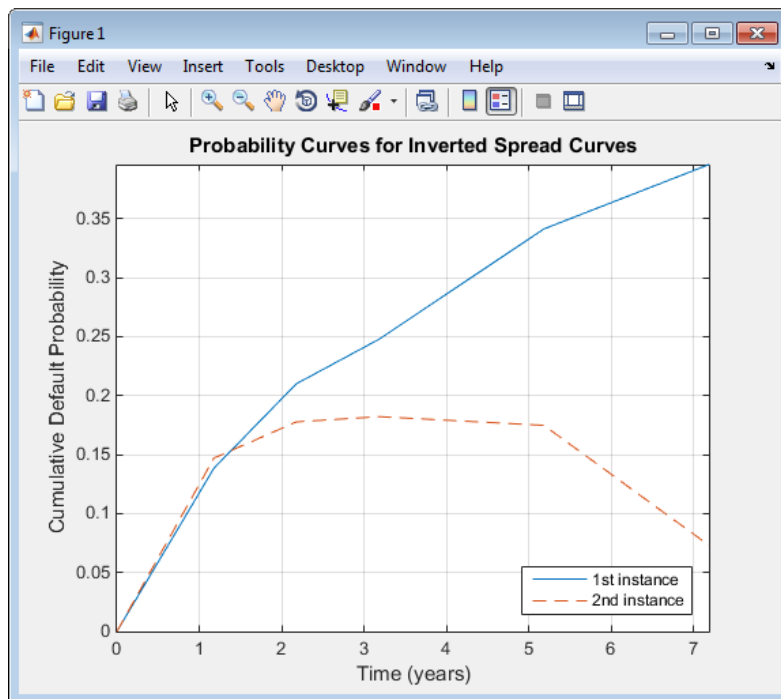 Figure 1
File Edit View Insert Tools Desktop Window Help
Probability Curves for Inverted Spread Curves
Cumulative Default Probability
0.35
0.3
0.25
0.2
0.15
0.1
0.05
0
0 1 2 3 4 5 6 7
Time (years)
1st instance
2nd instance